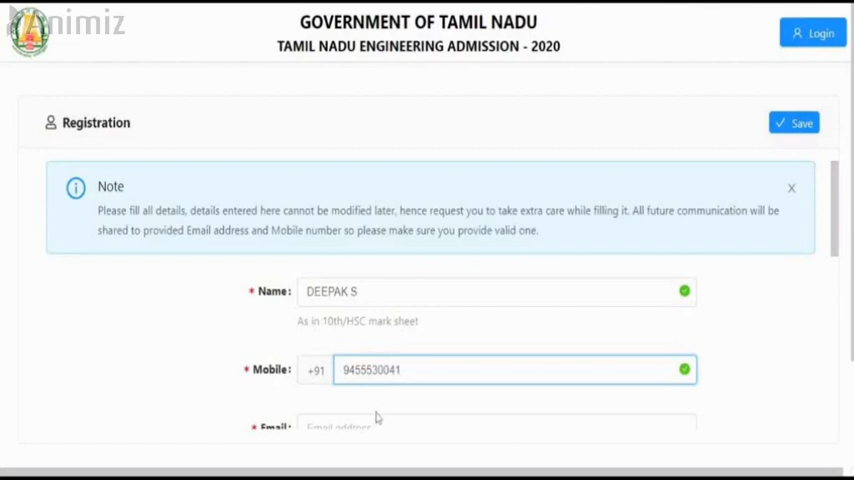 Animiz
GOVERNMENT OF TAMIL NADU
TAMIL NADU ENGINEERING ADMISSION - 2020
Login
Registration
Save
Note
X
Please fill all details, details entered here cannot be modified later, hence request you to take extra care while filling it. All future communication will be
shared to provided Email address and Mobile number so please make sure you provide valid one.
* Name: DEEPAK S
As in 10th/HSC mark sheet
* Mobile: +91 9455530041
* Email: Email address